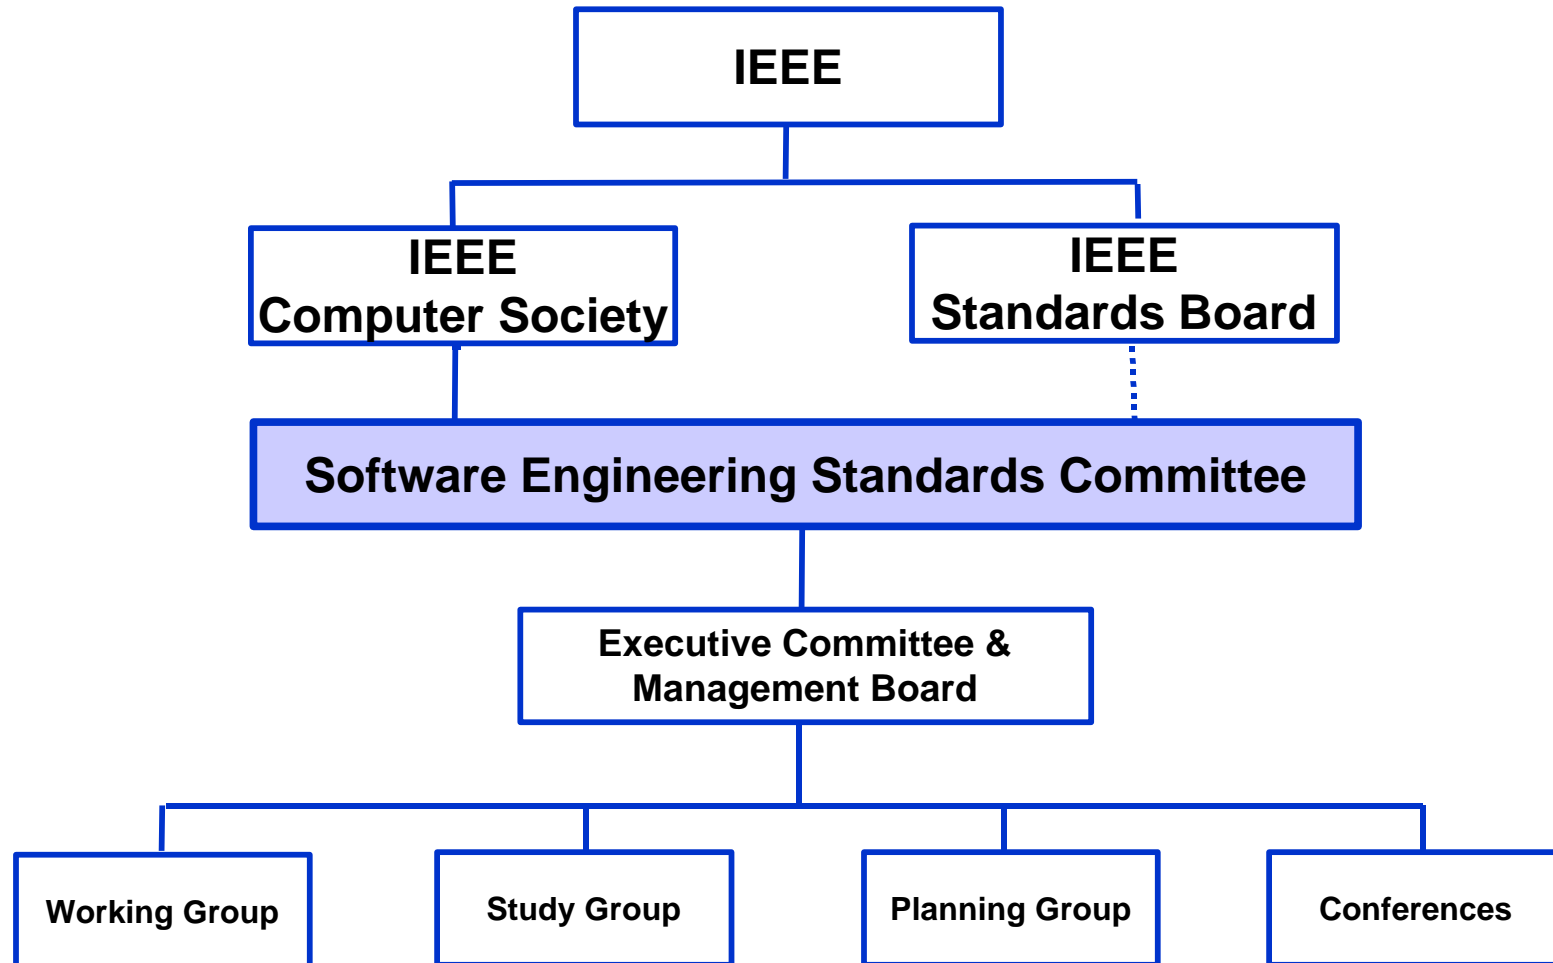 IEEE
IEEE
Computer Society
IEEE
Standards Board
Software Engineering Standards Committee
Executive Committee &
Management Board
Working Group
Study Group
Planning Group
Conferences